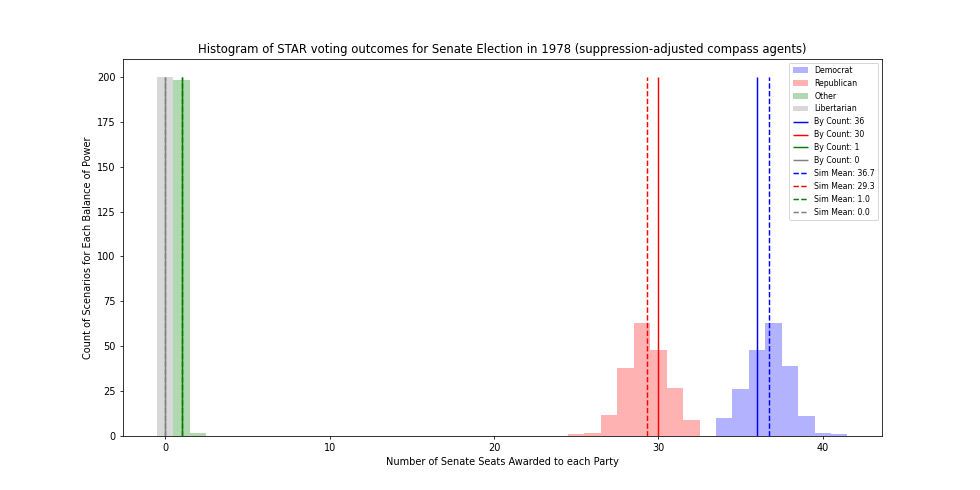 Histogram of STAR voting outcomes for Senate Election in 1978 (suppression-adjusted compass agents)
Count of Scenarios for Each Balance of Power
200
175
150
125
100
75
50
25
0
0 10 20 30 40
Number of Senate Seats Awarded to each Party
Democrat
Republican
Other
Libertarian
By Count: 36
By Count: 30
By Count: 1
By Count: 0
Sim Mean: 36.7
Sim Mean: 29.3
Sim Mean: 1.0
Sim Mean: 0.0